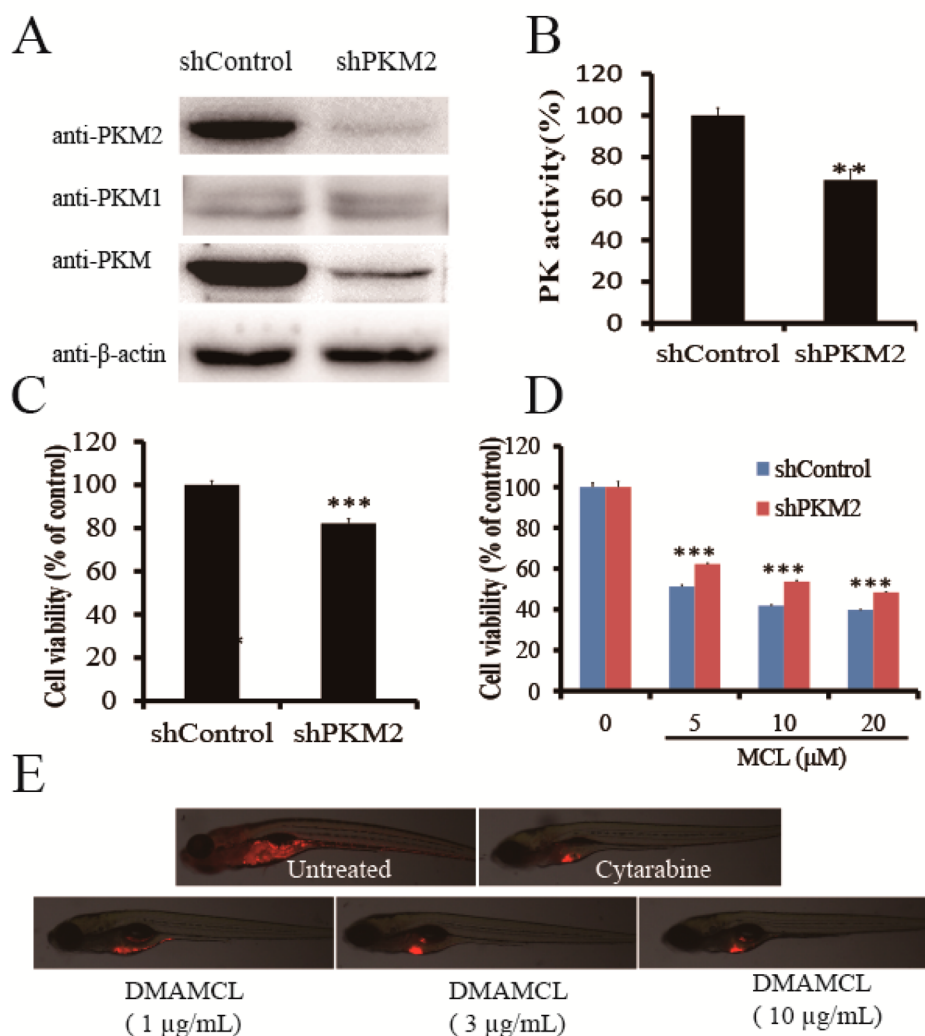 A
shControl shPKM2
anti-PKM2
anti-PKM1
anti-PKM
anti-β-actin
B
PK activity(%)
120
100
80
60
40
20
0
**
shControl shPKM2
C
Cell viability (% of control)
120
100
80
60
40
20
0
***
*
shControl shPKM2
D
Cell viability (% of control)
120
100
80
60
40
20
0
shControl
shPKM2
*** *** ***
0 5 10 20
MCL (μM)
E
Untreated
Cytarabine
DMAMCL DMAMCL DMAMCL
( 1 μg/mL) ( 3 μg/mL) ( 10 μg/mL)